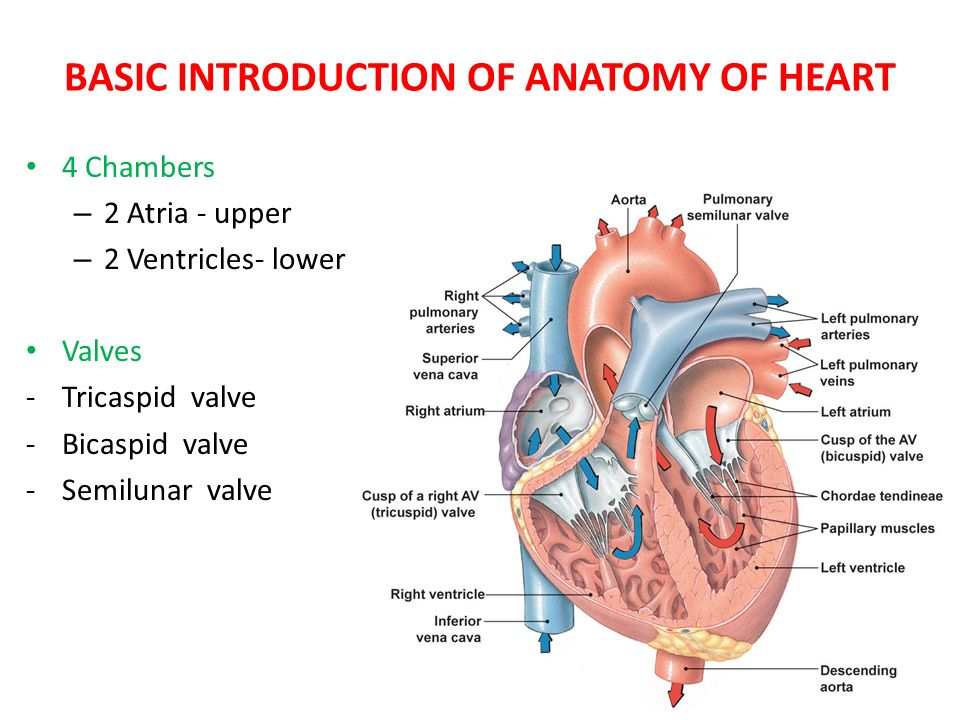 BASIC INTRODUCTION OF ANATOMY OF HEART
• 4 Chambers
– 2 Atria - upper
– 2 Ventricles- lower
• Valves
- Tricaspid valve
- Bicaspid valve
- Semilunar valve
Aorta
Pulmonary
semilunar valve
Right
pulmonary
arteries
Superior
vena cava
Right atrium
Cusp of a right AV
(tricuspid) valve
Right ventricle
Inferior
vena cava
Left pulmonary
arteries
Left pulmonary
veins
Left atrium
Cusp of the AV
(bicuspid) valve
Chordae tendineae
Papillary muscles
Left ventricle
Descending
aorta